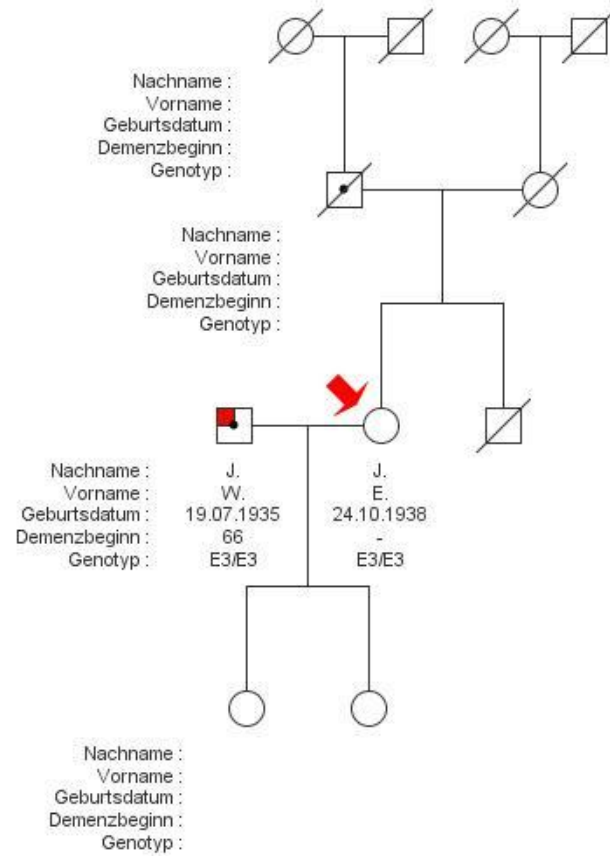 Nachname :
Vorname :
Geburtsdatum :
Demenzbeginn :
Genotyp :
Nachname :
Vorname :
Geburtsdatum :
Demenzbeginn :
Genotyp :
Nachname : J. J.
Vorname : W. E.
Geburtsdatum : 19.07.1935 24.10.1938
Demenzbeginn : 66 -
Genotyp : E3/E3 E3/E3
Nachname :
Vorname :
Geburtsdatum :
Demenzbeginn :
Genotyp :